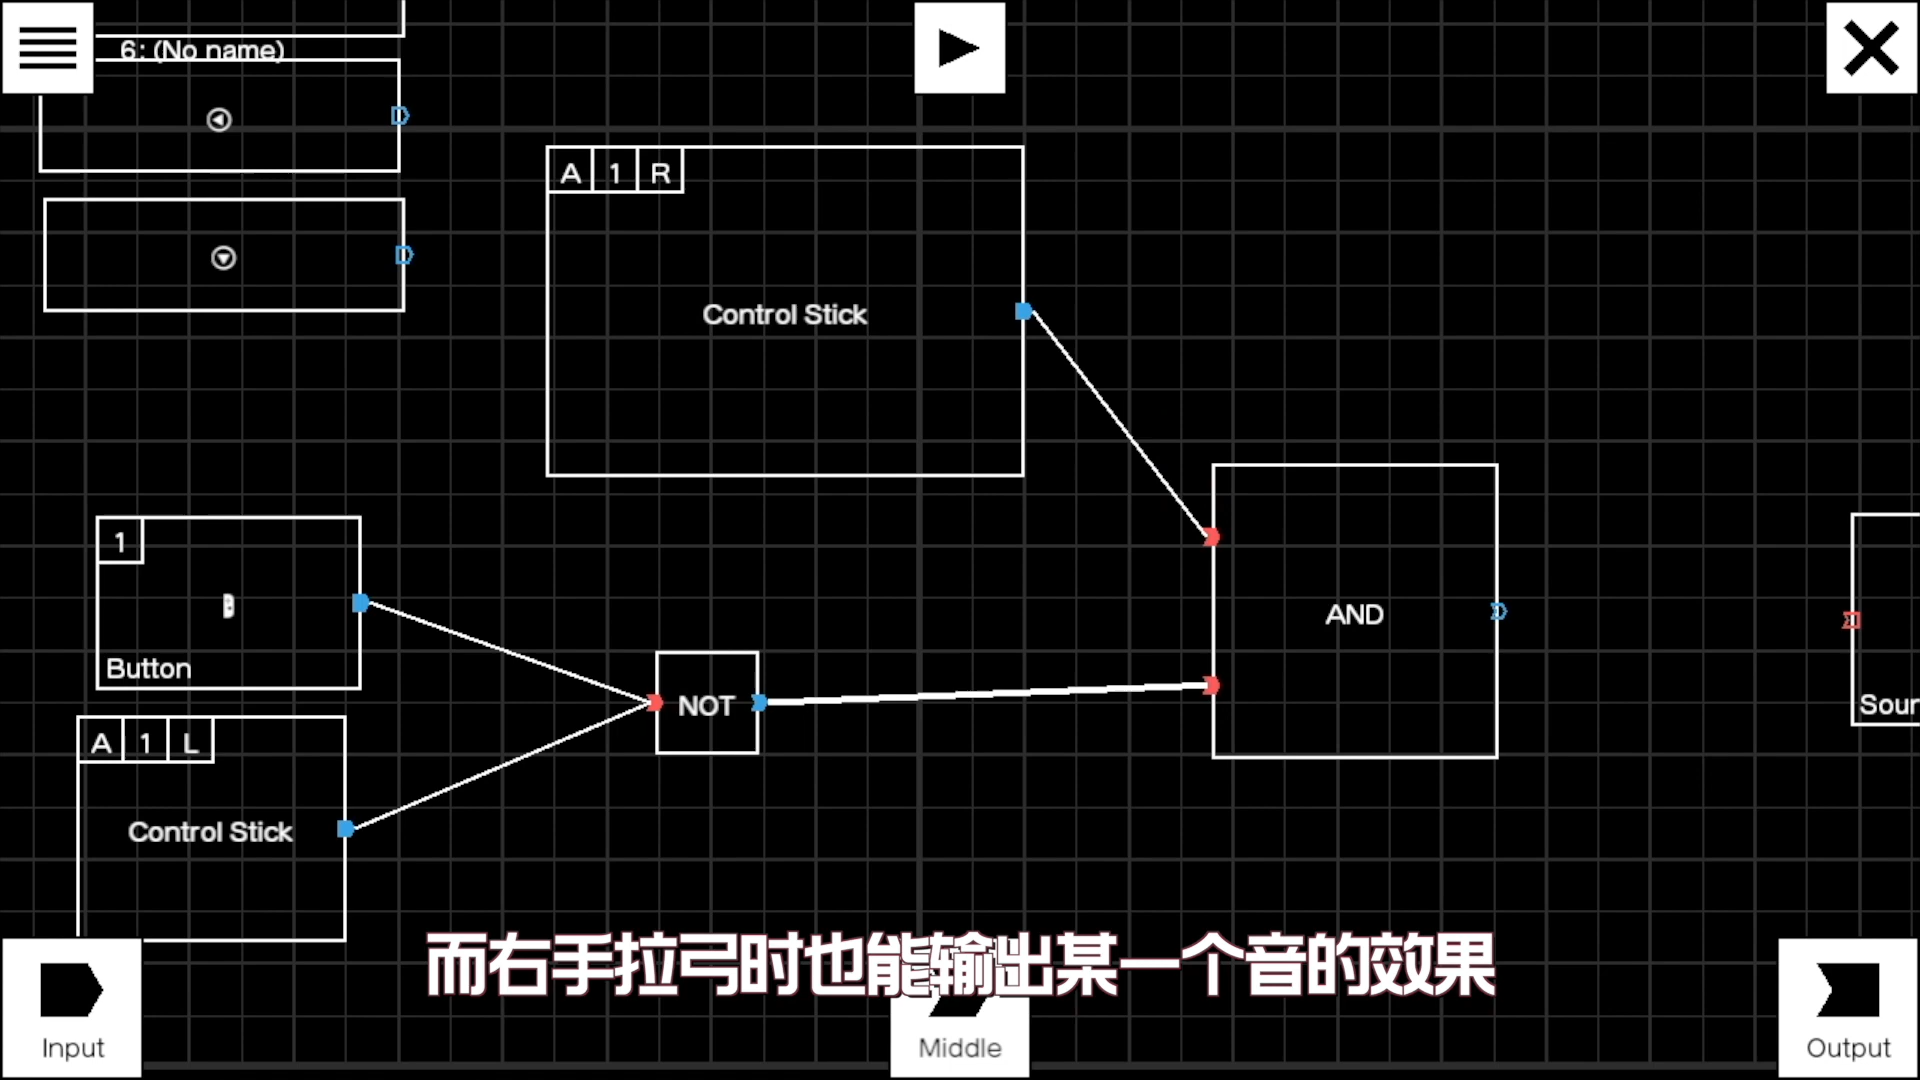 6: (No name)
A 1 R
Control Stick
1
B
Button
A 1 L
Control Stick
NOT
AND
Sour
而右手拉弓时也能输出某一个音的效果
Input
Middle
Output